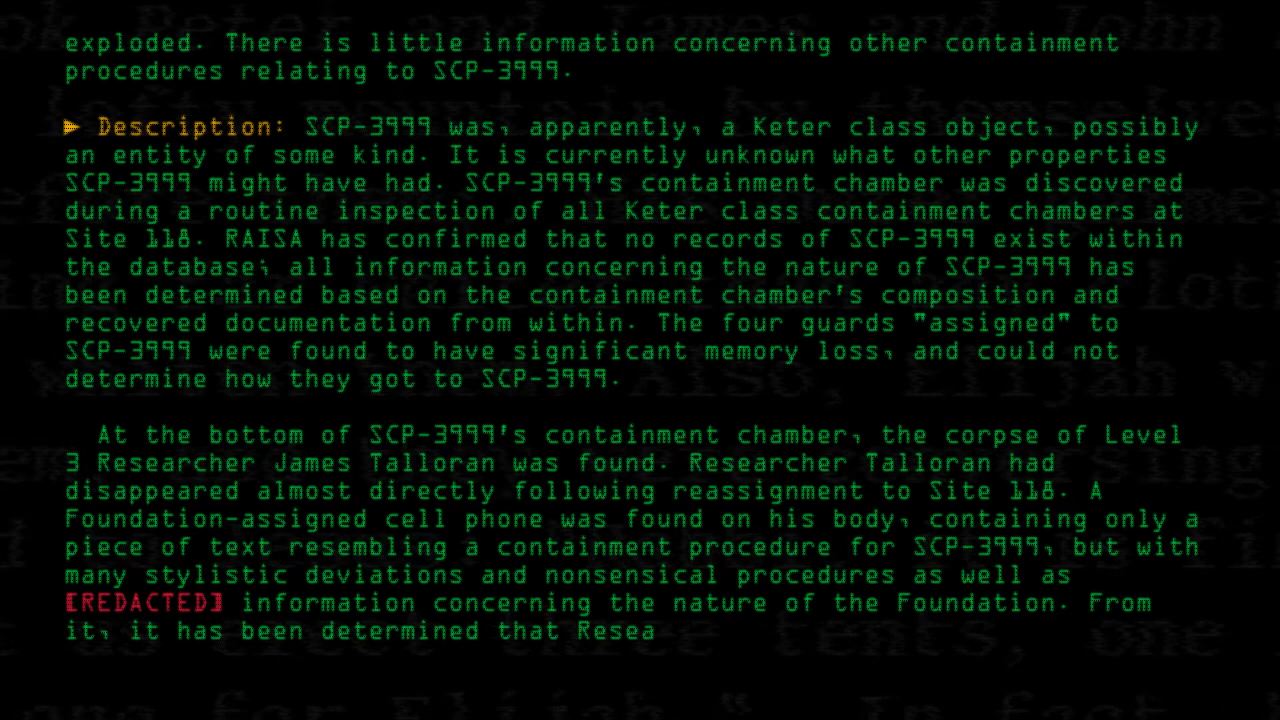 exploded. There is little information concerning other containment
procedures relating to SCP-3999.
► Description: SCP-3999 was, apparently, a Keter class object, possibly
an entity of some kind. It is currently unknown what other properties
SCP-3999 might have had. SCP-3999's containment chamber was discovered
during a routine inspection of all Keter class containment chambers at
Site 118. RAISA has confirmed that no records of SCP-3999 exist within
the database; all information concerning the nature of SCP-3999 has
been determined based on the containment chamber's composition and
recovered documentation from within. The four guards "assigned" to
SCP-3999 were found to have significant memory loss, and could not
determine how they got to SCP-3999.
At the bottom of SCP-3999's containment chamber, the corpse of Level
3 Researcher James Talloran was found. Researcher Talloran had
disappeared almost directly following reassignment to Site 118. A
Foundation-assigned cell phone was found on his body, containing only a
piece of text resembling a containment procedure for SCP-3999, but with
many stylistic deviations and nonsensical procedures as well as
[REDACTED] information concerning the nature of the Foundation. From
it, it has been determined that Resea